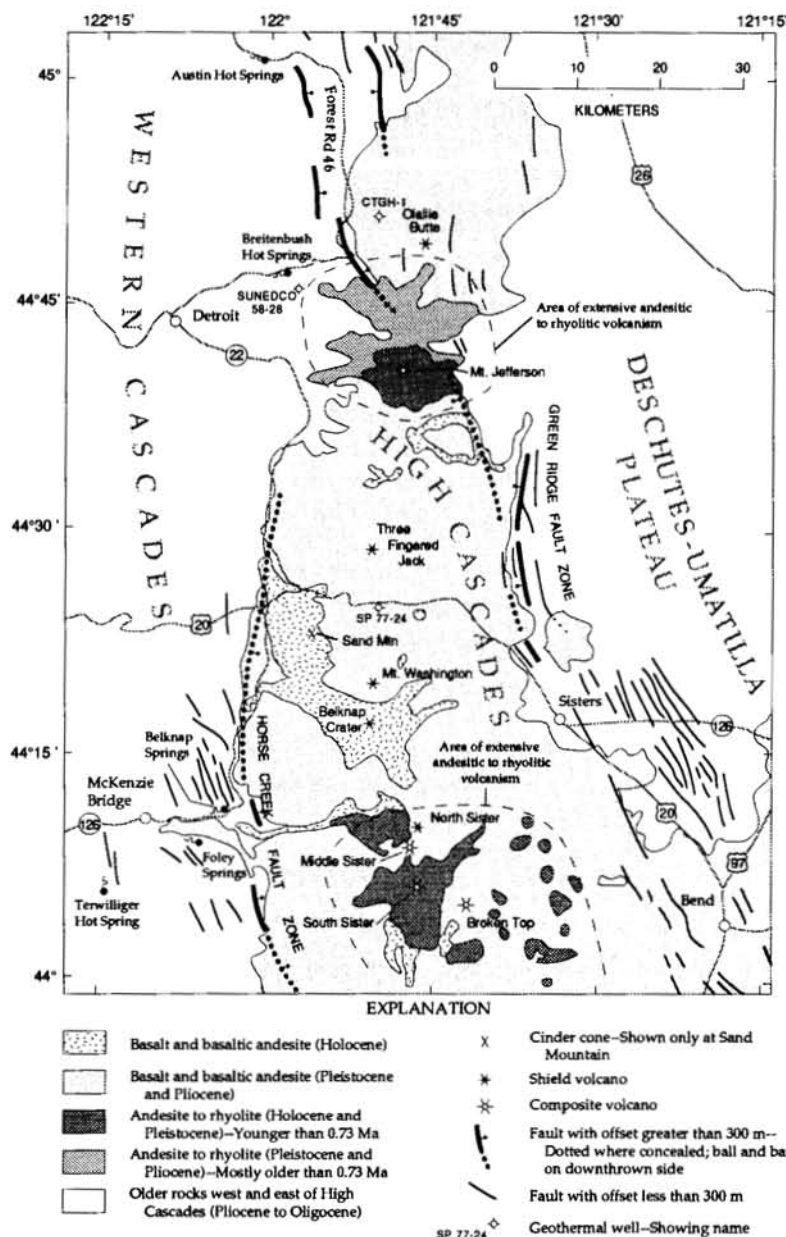 122°15'
122°
121°45'
121°30'
121°15'
45°
44°45'
44°30'
44°15'
44°
0 10 20 30
KILOMETERS
Austin Hot Springs
Forest Rd 46
WESTERN CASCADES
26
CTGH-1
Olallie
Butte
Breitenbush
Hot Springs
SUNEDCO
58-28
Detroit
22
Area of extensive andesitic
to rhyolitic volcanism
Mt. Jefferson
HIGH CASCADES
GREEN RIDGE FAULT ZONE
DESCHUTES-UMATILLA
PLATEAU
Three
Fingered
Jack
SP 77-24
20
Sand Mtn
Mt. Washington
Belknap
Crater
Sisters
126
Belknap
Springs
HORSE CREEK
FAULT ZONE
Area of extensive
andesitic to rhyolitic
volcanism
McKenzie
Bridge
126
North Sister
20
97
Foley
Springs
Middle Sister
Terwilliger
Hot Spring
South Sister
Broken Top
Bend
EXPLANATION
Basalt and basaltic andesite (Holocene)
Basalt and basaltic andesite (Pleistocene
and Pliocene)
Andesite to rhyolite (Holocene and
Pleistocene)--Younger than 0.73 Ma
Andesite to rhyolite (Pleistocene and
Pliocene)--Mostly older than 0.73 Ma
Older rocks west and east of High
Cascades (Pliocene to Oligocene)
Cinder cone--Shown only at Sand
Mountain
Shield volcano
Composite volcano
Fault with offset greater than 300 m--
Dotted where concealed; ball and ba
on downthrown side
Fault with offset less than 300 m
SP 77-24
Geothermal well--Showing name